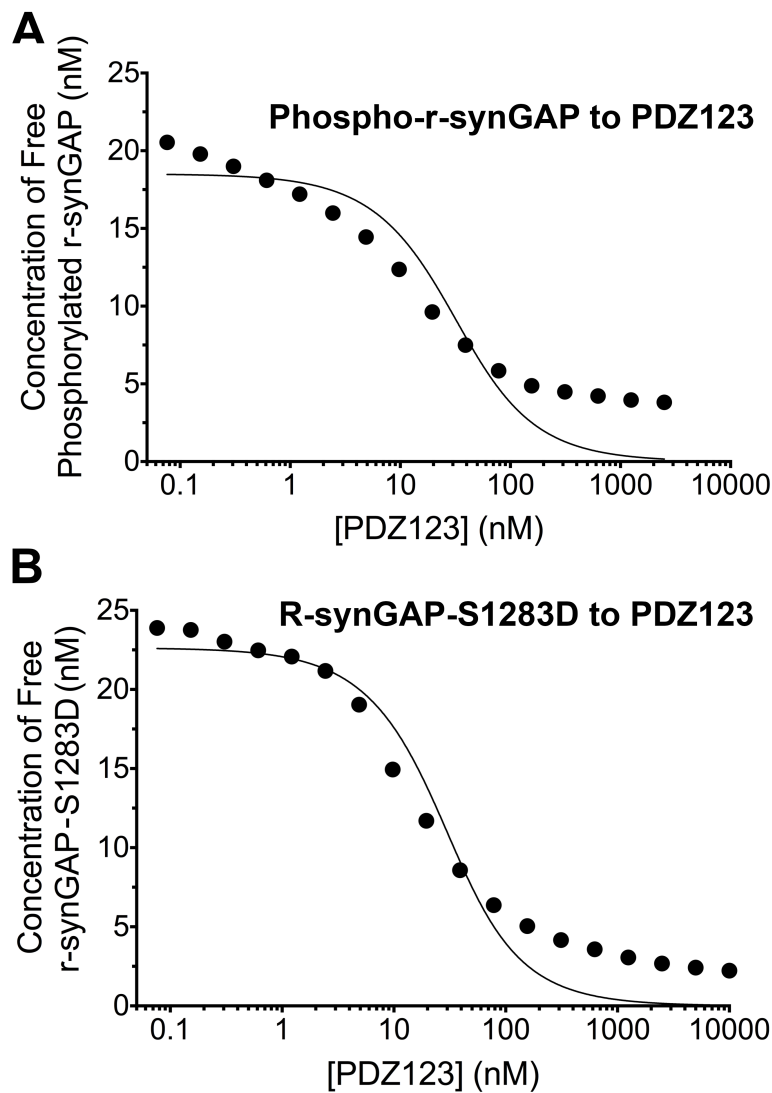 A
Phospho-r-synGAP to PDZ123
Concentration of Free
Phosphorylated r-synGAP (nM)
25
20
15
10
5
0
0.1 1 10 100 1000 10000
[PDZ123] (nM)
B
R-synGAP-S1283D to PDZ123
Concentration of Free
r-synGAP-S1283D (nM)
25
20
15
10
5
0
0.1 1 10 100 1000 10000
[PDZ123] (nM)